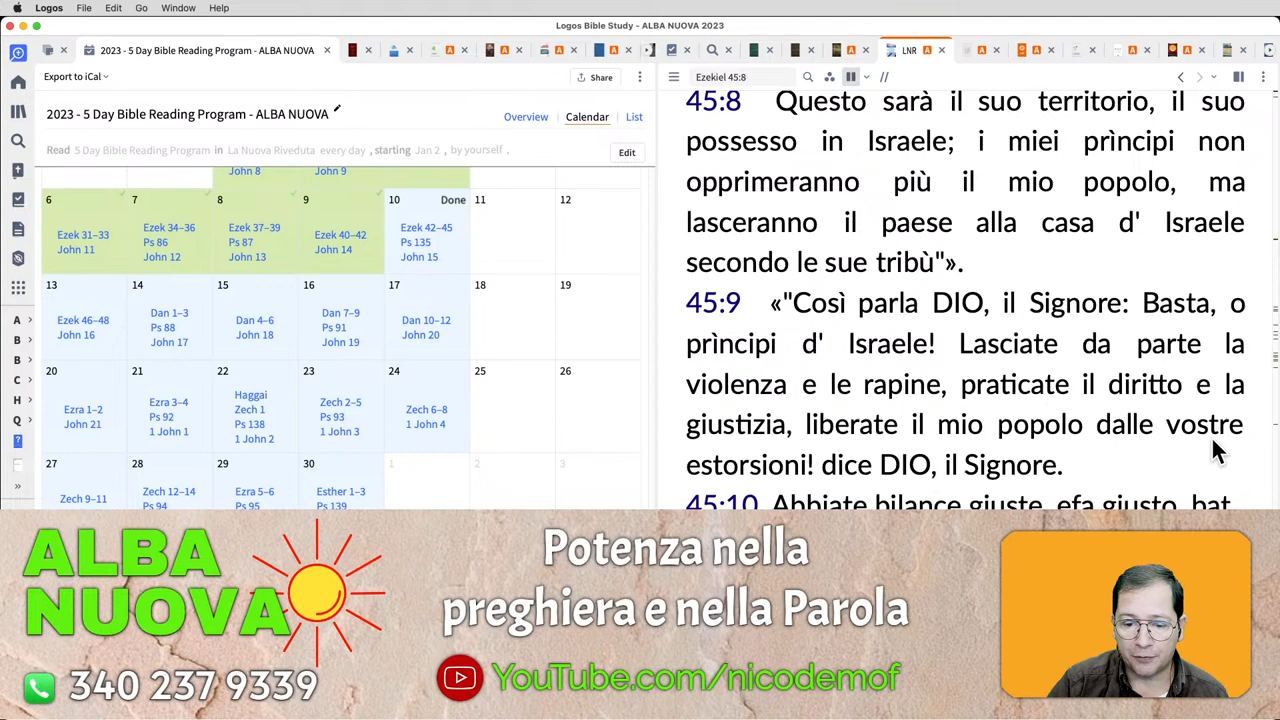 Logos File Edit Go Window Help
Logos Bible Study - ALBA NUOVA 2023
2023 - 5 Day Bible Reading Program - ALBA NUOVA
LNR
Export to iCal
Share
Ezekiel 45:8
2023 - 5 Day Bible Reading Program - ALBA NUOVA
Overview Calendar List
Read 5 Day Bible Reading Program in La Nuova Riveduta every day , starting Jan 2 , by yourself .
Edit
John 8 John 9
6 7 8 9 10 Done 11 12
Ezek 31–33
John 11
Ezek 34–36
Ps 86
John 12
Ezek 37–39
Ps 87
John 13
Ezek 40–42
John 14
Ezek 42–45
Ps 135
John 15
13 14 15 16 17 18 19
Ezek 46–48
John 16
Dan 1–3
Ps 88
John 17
Dan 4–6
John 18
Dan 7–9
Ps 91
John 19
Dan 10–12
John 20
20 21 22 23 24 25 26
Ezra 1–2
John 21
Ezra 3–4
Ps 92
1 John 1
Haggai
Zech 1
Ps 138
1 John 2
Zech 2–5
Ps 93
1 John 3
Zech 6–8
1 John 4
27 28 29 30 1 2 3
Zech 9–11
Zech 12–14
Ps 94
Ezra 5–6
Ps 95
Esther 1–3
Ps 139
A
B
B
C
H
Q
45:8 Questo sarà il suo territorio, il suo
possesso in Israele; i miei prìncipi non
opprimeranno più il mio popolo, ma
lasceranno il paese alla casa d' Israele
secondo le sue tribù"».
45:9 «"Così parla DIO, il Signore: Basta, o
prìncipi d' Israele! Lasciate da parte la
violenza e le rapine, praticate il diritto e la
giustizia, liberate il mio popolo dalle vostre
estorsioni! dice DIO, il Signore.
45:10 Abbiate bilance giuste, efa giusto, bat
ALBA
NUOVA
340 237 9339
Potenza nella
preghiera e nella Parola
YouTube.com/nicodemof